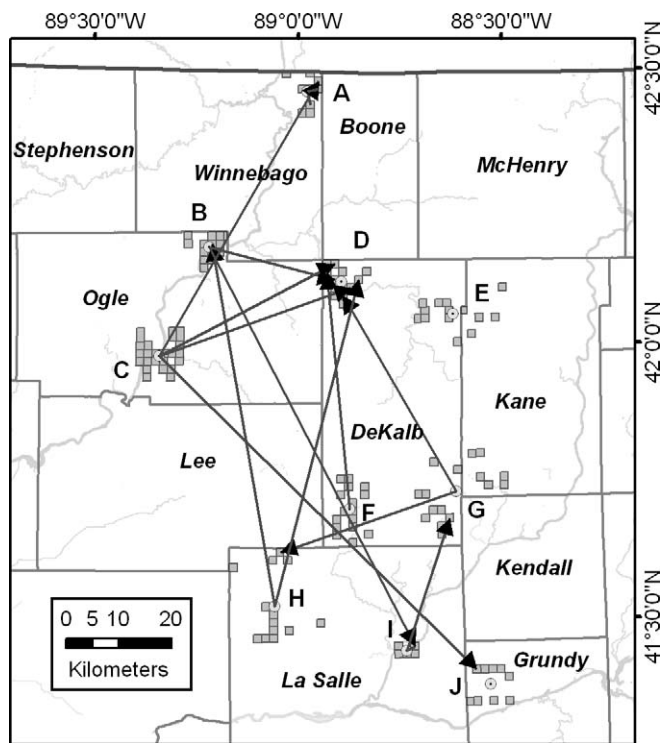 89°30'0"W 89°0'0"W 88°30'0"W
42°30'0"N
A
Boone
Stephenson
McHenry
Winnebago
B
D
Ogle
E
42°0'0"N
C
Kane
DeKalb
Lee
F
G
Kendall
H
41°30'0"N
0 5 10 20
Kilometers
I
Grundy
La Salle
J